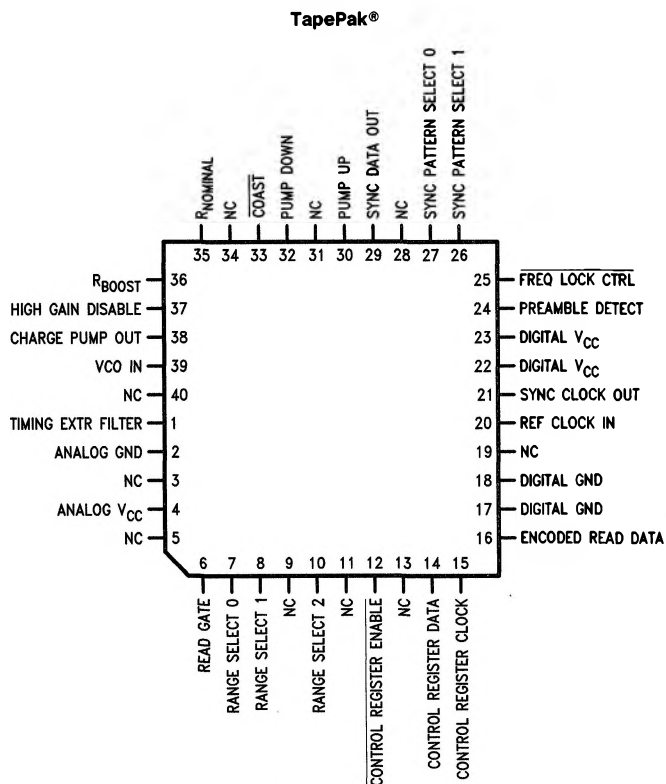 TapePak®
R_NOMINAL
NC
COAST
PUMP DOWN
NC
PUMP UP
SYNC DATA OUT
NC
SYNC PATTERN SELECT 0
SYNC PATTERN SELECT 1
35 34 33 32 31 30 29 28 27 26
R_BOOST 36
HIGH GAIN DISABLE 37
CHARGE PUMP OUT 38
VCO IN 39
NC 40
TIMING EXTR FILTER 1
ANALOG GND 2
NC 3
ANALOG V_CC 4
NC 5
25 FREQ LOCK CTRL
24 PREAMBLE DETECT
23 DIGITAL V_CC
22 DIGITAL V_CC
21 SYNC CLOCK OUT
20 REF CLOCK IN
19 NC
18 DIGITAL GND
17 DIGITAL GND
16 ENCODED READ DATA
6 7 8 9 10 11 12 13 14 15
READ GATE
RANGE SELECT 0
RANGE SELECT 1
NC
RANGE SELECT 2
NC
CONTROL REGISTER ENABLE
NC
CONTROL REGISTER DATA
CONTROL REGISTER CLOCK